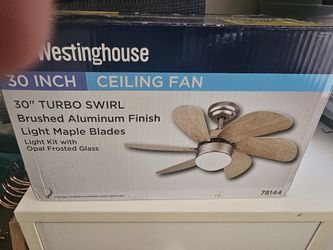 Westinghouse
30 INCH CEILING FAN
30" TURBO SWIRL
Brushed Aluminum Finish
Light Maple Blades
Light Kit with
Opal Frosted Glass
78144